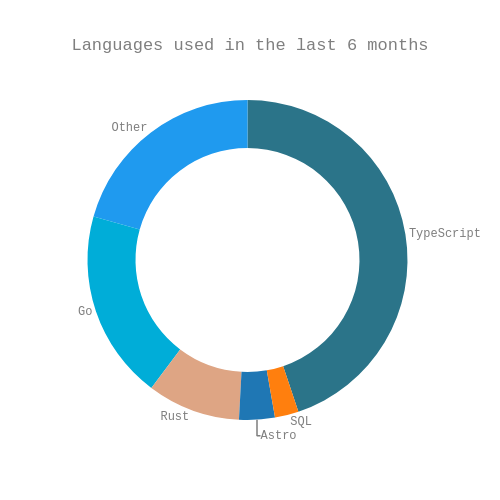 Languages used in the last 6 months
Other
TypeScript
Go
Rust
SQL
Astro